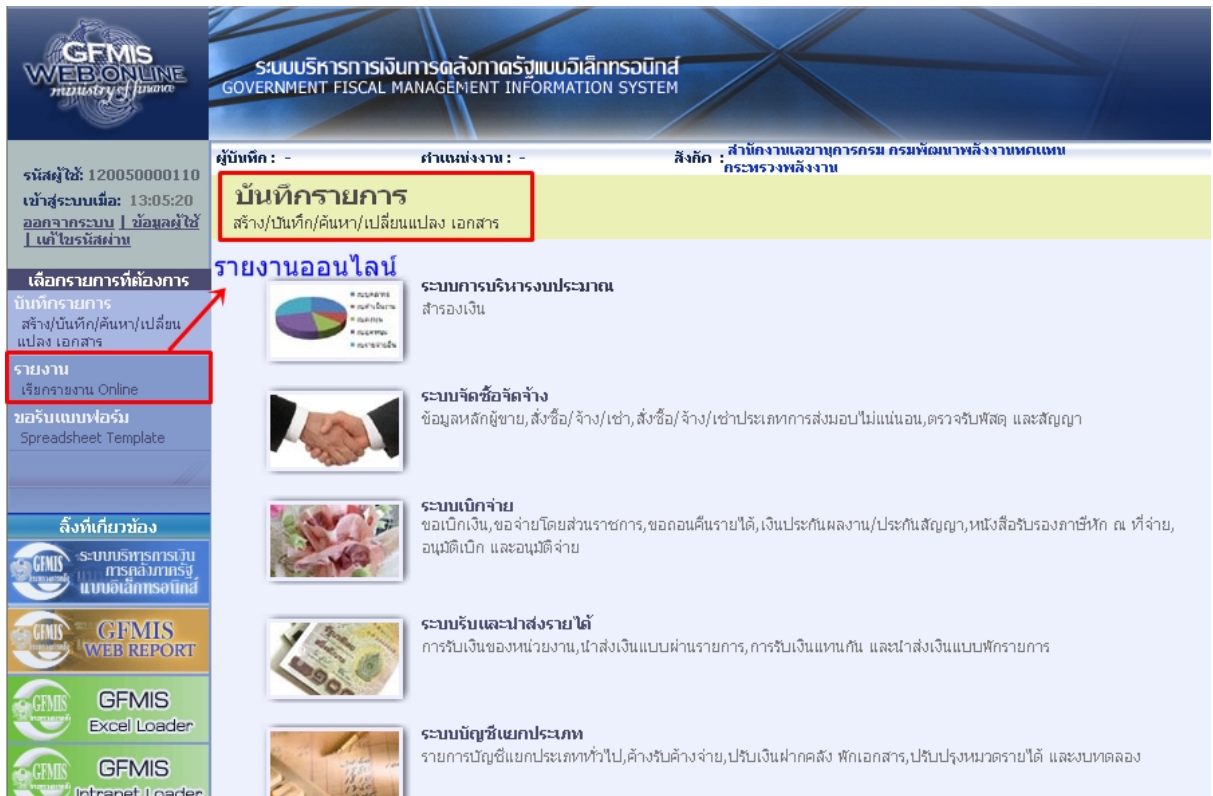 GFMIS
WEB ONLINE
ministry of finance
ระบบบริหารการเงินการคลังภาครัฐแบบอิเล็กทรอนิกส์
GOVERNMENT FISCAL MANAGEMENT INFORMATION SYSTEM
ผู้บันทึก : - ตำแหน่งงาน : - สังกัด : สำนักงานเลขานุการกรม กรมพัฒนาพลังงานทดแทน
กระทรวงพลังงาน
รหัสผู้ใช้: 120050000110
เข้าสู่ระบบเมื่อ: 13:05:20
ออกจากระบบ | ข้อมูลผู้ใช้
| แก้ไขรหัสผ่าน
เลือกรายการที่ต้องการ
บันทึกรายการ
สร้าง/บันทึก/ค้นหา/เปลี่ยน
แปลง เอกสาร
รายงาน
เรียกรายงาน Online
ขอรับแบบฟอร์ม
Spreadsheet Template
ลิ๊งที่เกี่ยวข้อง
GFMIS ระบบบริหารการเงิน
การคลังภาครัฐ
แบบอิเล็กทรอนิกส์
GFMIS GFMIS
WEB REPORT
GFMIS GFMIS
Excel Loader
GFMIS GFMIS
Intranet Loader
บันทึกรายการ
สร้าง/บันทึก/ค้นหา/เปลี่ยนแปลง เอกสาร
รายงานออนไลน์
ระบบการบริหารงบประมาณ
สำรองเงิน
ระบบจัดซื้อจัดจ้าง
ข้อมูลหลักผู้ขาย,สั่งซื้อ/จ้าง/เช่า,สั่งซื้อ/จ้าง/เช่าประเภทการส่งมอบไม่แน่นอน,ตรวจรับพัสดุ และสัญญา
ระบบเบิกจ่าย
ขอเบิกเงิน,ขอจ่ายโดยส่วนราชการ,ขอถอนคืนรายได้,เงินประกันผลงาน/ประกันสัญญา,หนังสือรับรองภาษีหัก ณ ที่จ่าย,
อนุมัติเบิก และอนุมัติจ่าย
ระบบรับและนำส่งรายได้
การรับเงินของหน่วยงาน,นำส่งเงินแบบผ่านรายการ,การรับเงินแทนกัน และนำส่งเงินแบบพักรายการ
ระบบบัญชีแยกประเภท
รายการบัญชีแยกประเภททั่วไป,ค้างรับค้างจ่าย,ปรับเงินฝากคลัง พักเอกสาร,ปรับปรุงหมวดรายได้ และงบทดลอง